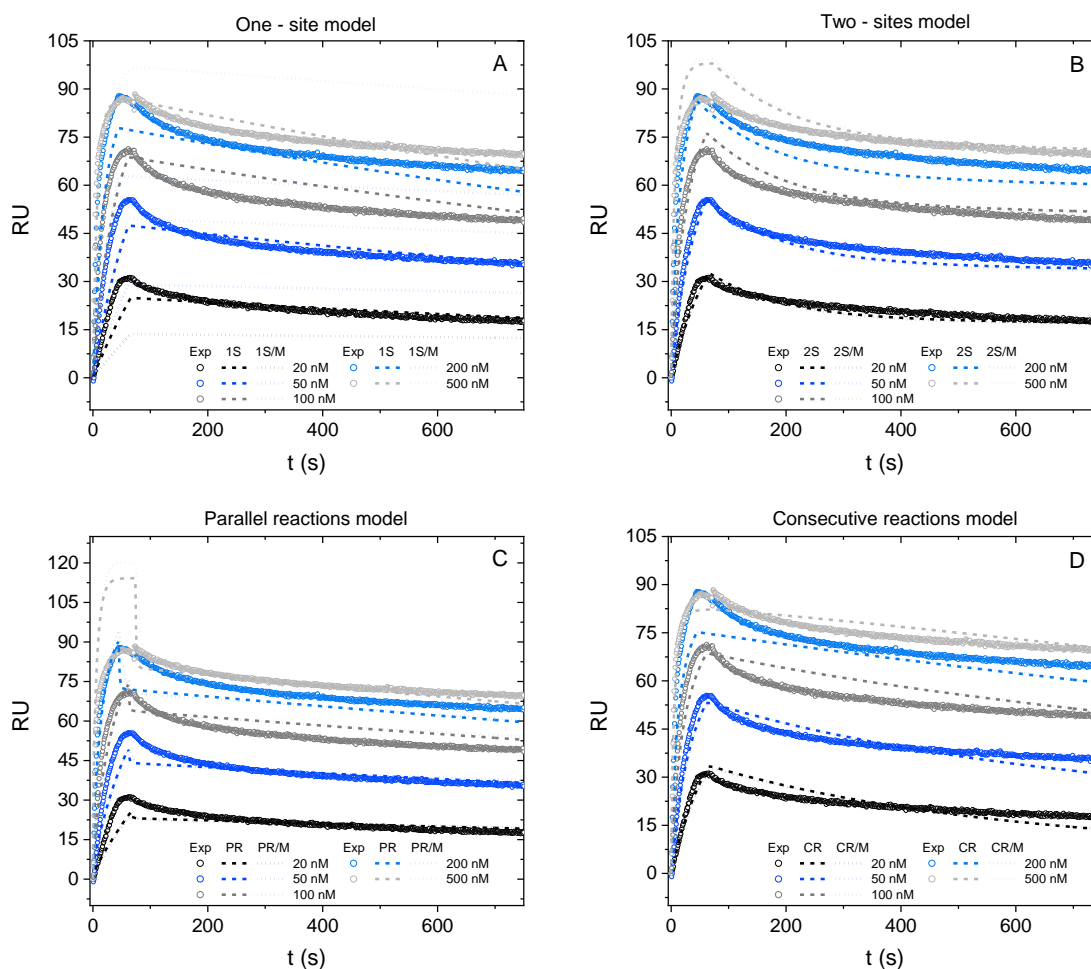 One - site model
A
RU
105
90
75
60
45
30
15
0
0 200 400 600
t (s)
Exp 1S 1S/M Exp 1S 1S/M
20 nM 200 nM
50 nM 500 nM
100 nM
Two - sites model
B
RU
105
90
75
60
45
30
15
0
0 200 400 600
t (s)
Exp 2S 2S/M Exp 2S 2S/M
20 nM 200 nM
50 nM 500 nM
100 nM
Parallel reactions model
C
RU
120
105
90
75
60
45
30
15
0
0 200 400 600
t (s)
Exp PR PR/M Exp PR PR/M
20 nM 200 nM
50 nM 500 nM
100 nM
Consecutive reactions model
D
RU
105
90
75
60
45
30
15
0
0 200 400 600
t (s)
Exp CR CR/M Exp CR CR/M
20 nM 200 nM
50 nM 500 nM
100 nM